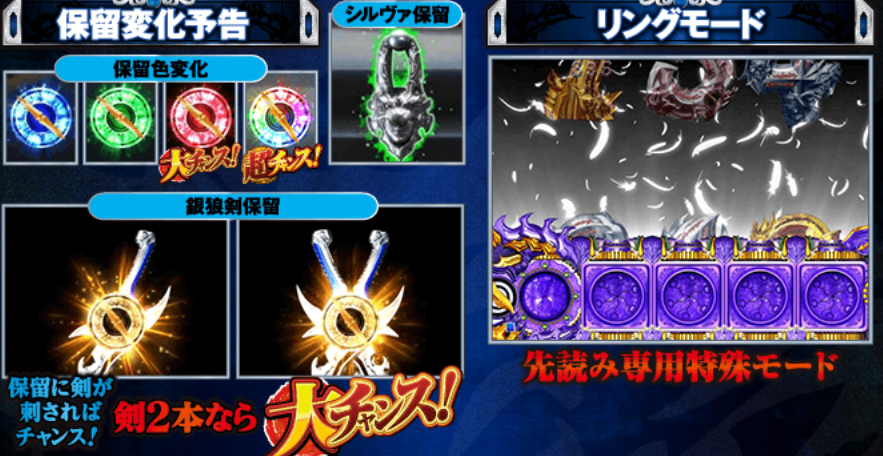 保留変化予告
シルヴァ保留
リングモード
保留色変化
大チャンス!
超チャンス!
銀狼剣保留
保留に剣が
刺されば
チャンス!
剣2本なら
大チャンス!
先読み専用特殊モード